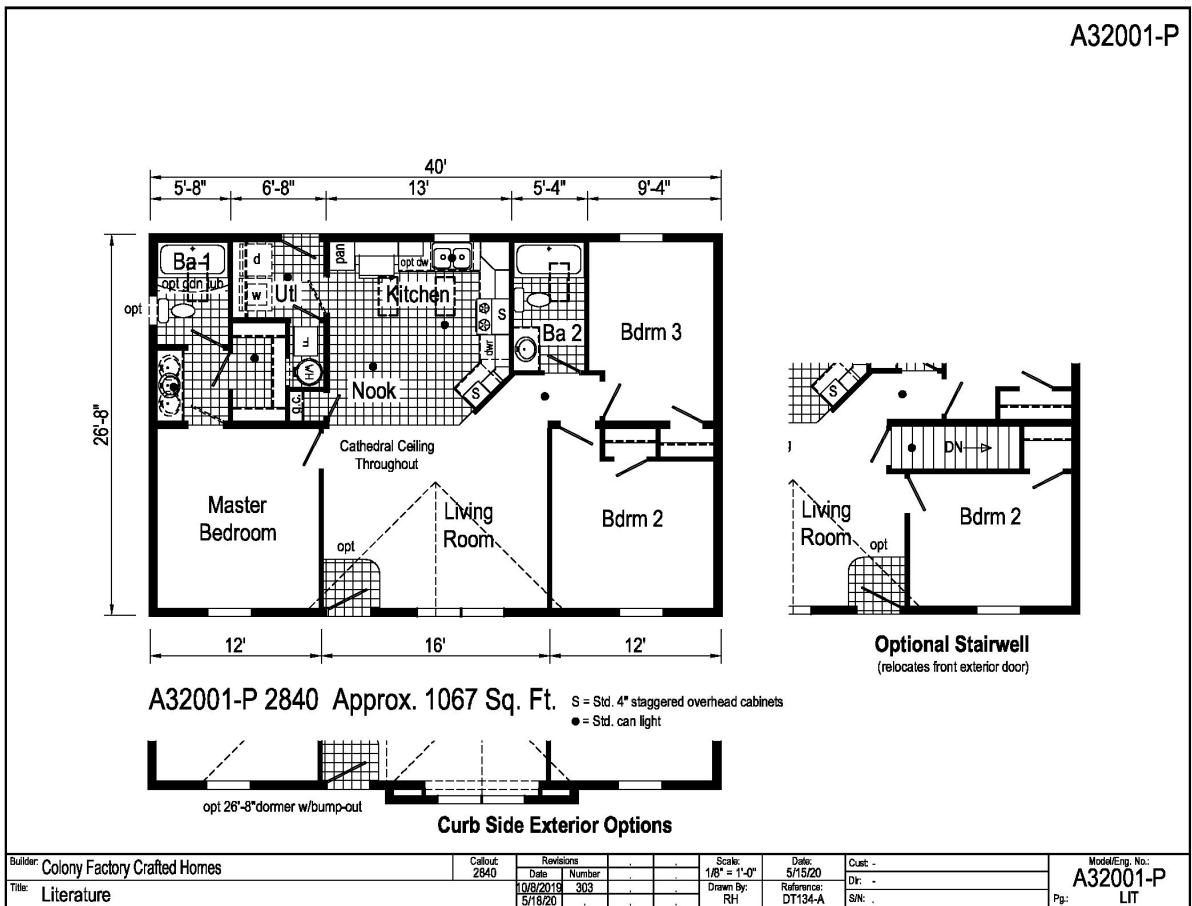 A32001-P
40'
5'-8" 6'-8" 13' 5'-4" 9'-4"
26'-8"
Ba 1
opt gdn tub
opt
d
w
Utl
F
WH
g.c.
pan
opt dw
Kitchen
S
dwr
S
Nook
Ba 2
Bdrm 3
Cathedral Ceiling
Throughout
Master
Bedroom
Living
Room
opt
Bdrm 2
12' 16' 12'
S
DN
g
Living
Room
opt
Bdrm 2
Optional Stairwell
(relocates front exterior door)
A32001-P 2840 Approx. 1067 Sq. Ft.
S = Std. 4" staggered overhead cabinets
● = Std. can light
opt 26'-8"dormer w/bump-out
Curb Side Exterior Options
Builder: Colony Factory Crafted Homes
Title: Literature
Callout:
2840
Revisions . .
Date Number . .
10/8/2019 303 . .
5/18/20 . . .
Scale:
1/8" = 1'-0"
Drawn By:
RH
Date:
5/15/20
Reference:
DT134-A
Cust: -
Dlr: -
S/N: .
Model/Eng. No.:
A32001-P
Pg.: LIT